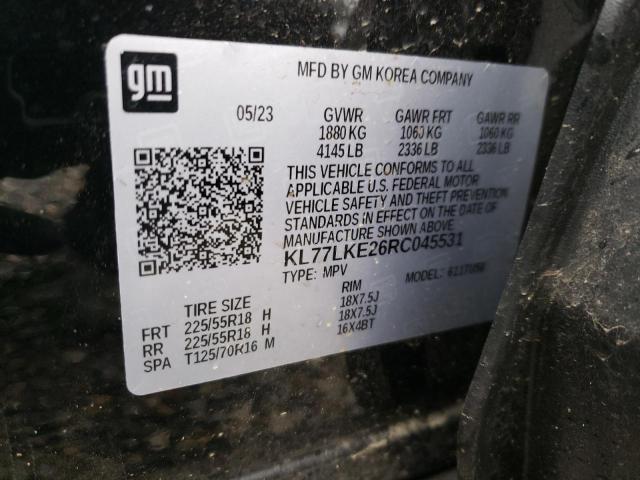 gm
MFD BY GM KOREA COMPANY
05/23 GVWR GAWR FRT GAWR RR
1880 KG 1060 KG 1060 KG
4145 LB 2336 LB 2336 LB
THIS VEHICLE CONFORMS TO ALL
APPLICABLE U.S. FEDERAL MOTOR
VEHICLE SAFETY AND THEFT PREVENTION
STANDARDS IN EFFECT ON THE DATE OF
MANUFACTURE SHOWN ABOVE
KL77LKE26RC045531
TYPE: MPV MODEL:
TIRE SIZE RIM
FRT 225/55R18 H 18X7.5J
RR 225/55R18 H 18X7.5J
SPA T125/70R16 M 16X4BT